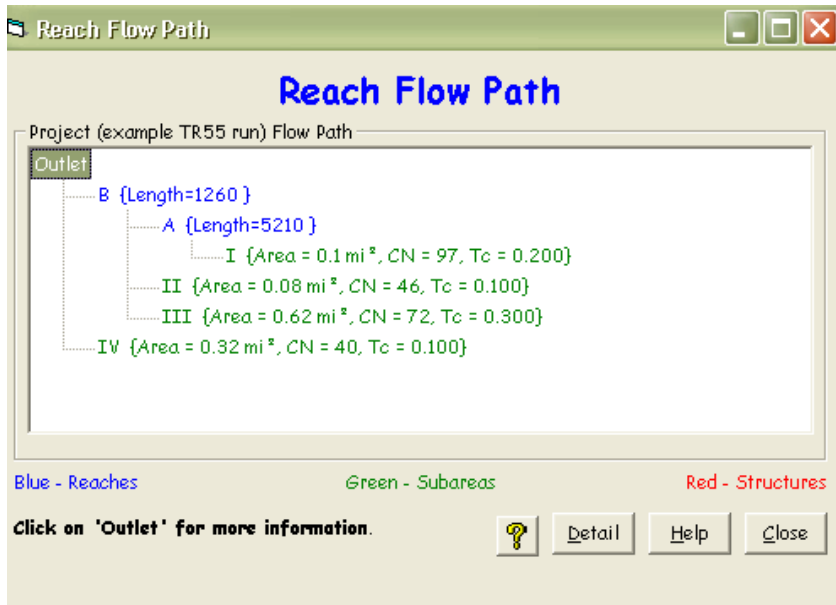 Reach Flow Path
Reach Flow Path
Project (example TR55 run) Flow Path
Outlet
B {Length=1260 }
A {Length=5210 }
I {Area = 0.1 mi², CN = 97, Tc = 0.200}
II {Area = 0.08 mi², CN = 46, Tc = 0.100}
III {Area = 0.62 mi², CN = 72, Tc = 0.300}
IV {Area = 0.32 mi², CN = 40, Tc = 0.100}
Blue - Reaches Green - Subareas Red - Structures
Click on 'Outlet' for more information. ? Detail Help Close